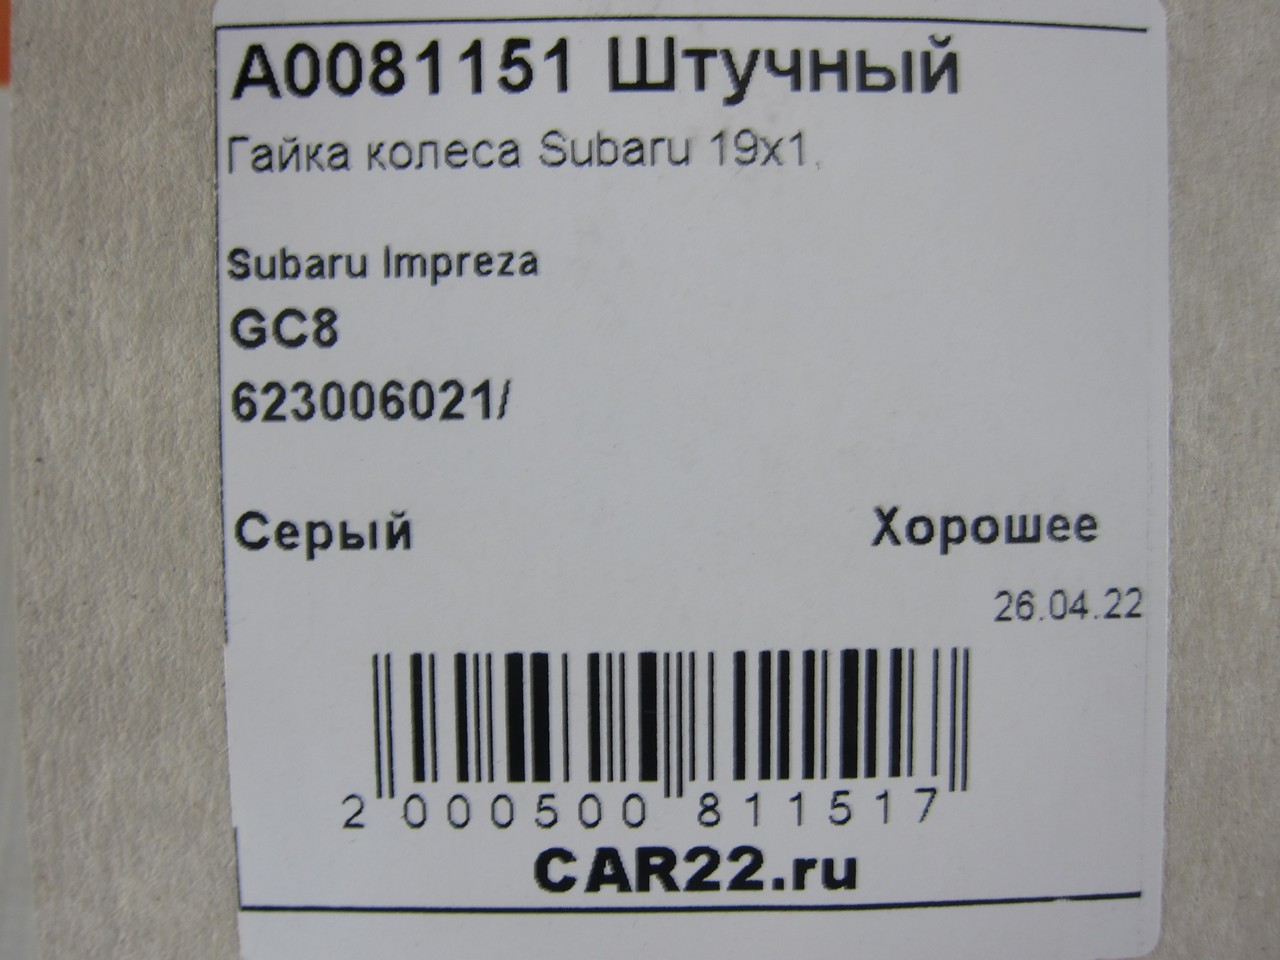 A0081151 Штучный
Гайка колеса Subaru 19x1,
Subaru Impreza
GC8
623006021/
Серый
Хорошее
26.04.22
2 000500 811517
CAR22.ru